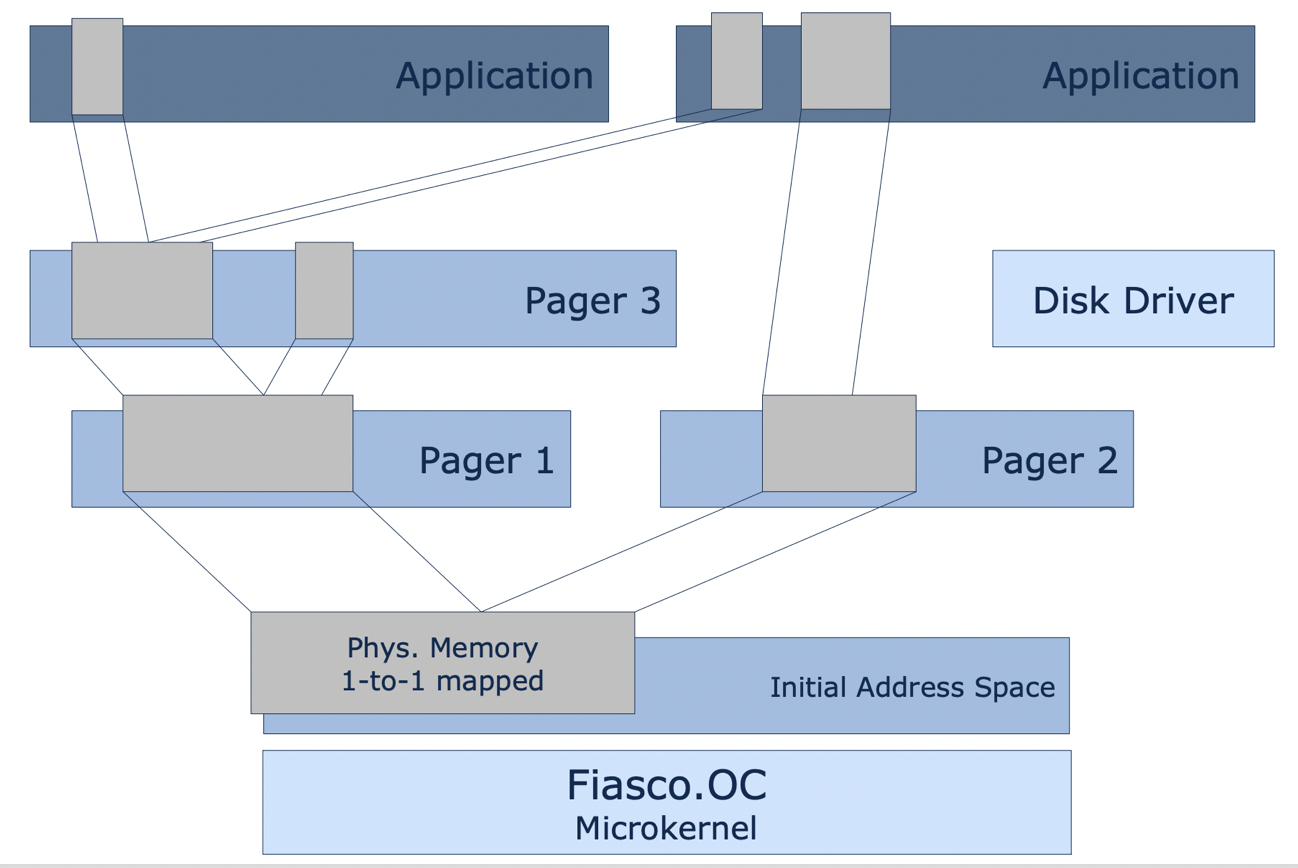 Application
Application
Pager 3
Disk Driver
Pager 1
Pager 2
Phys. Memory
1-to-1 mapped
Initial Address Space
Fiasco.OC
Microkernel